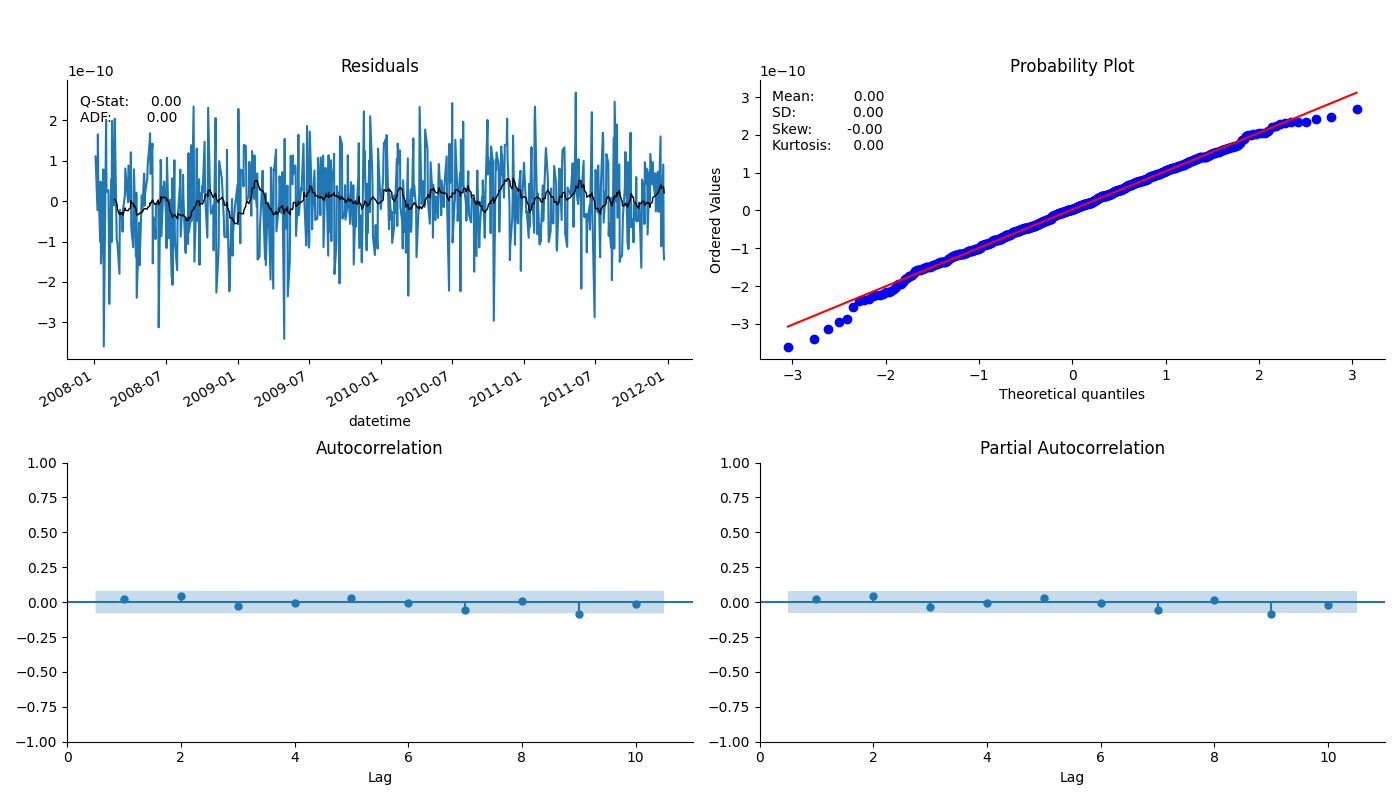 Residuals
1e−10
Q-Stat: 0.00
ADF: 0.00
2
1
0
−1
−2
−3
2008-01 2008-07 2009-01 2009-07 2010-01 2010-07 2011-01 2011-07 2012-01
datetime
Probability Plot
1e−10
Mean: 0.00
SD: 0.00
Skew: -0.00
Kurtosis: 0.00
Ordered Values
3
2
1
0
−1
−2
−3
−3 −2 −1 0 1 2 3
Theoretical quantiles
Autocorrelation
1.00
0.75
0.50
0.25
0.00
−0.25
−0.50
−0.75
−1.00
0 2 4 6 8 10
Lag
Partial Autocorrelation
1.00
0.75
0.50
0.25
0.00
−0.25
−0.50
−0.75
−1.00
0 2 4 6 8 10
Lag